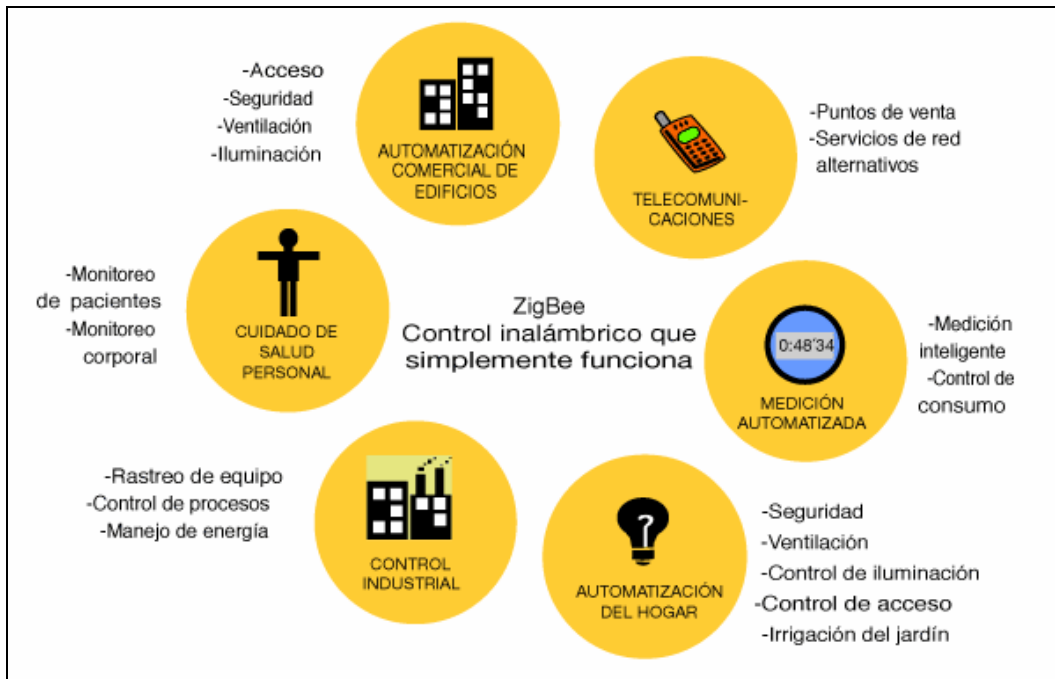 -Acceso
-Seguridad
-Ventilación
-Iluminación
AUTOMATIZACIÓN
COMERCIAL DE
EDIFICIOS
TELECOMUNI-
CACIONES
-Puntos de venta
-Servicios de red
alternativos
-Monitoreo
de pacientes
-Monitoreo
corporal
CUIDADO DE
SALUD
PERSONAL
ZigBee
Control inalámbrico que
simplemente funciona
0:48'34
MEDICIÓN
AUTOMATIZADA
-Medición
inteligente
-Control de
consumo
-Rastreo de equipo
-Control de procesos
-Manejo de energía
CONTROL
INDUSTRIAL
?
AUTOMATIZACIÓN
DEL HOGAR
-Seguridad
-Ventilación
-Control de iluminación
-Control de acceso
-Irrigación del jardín